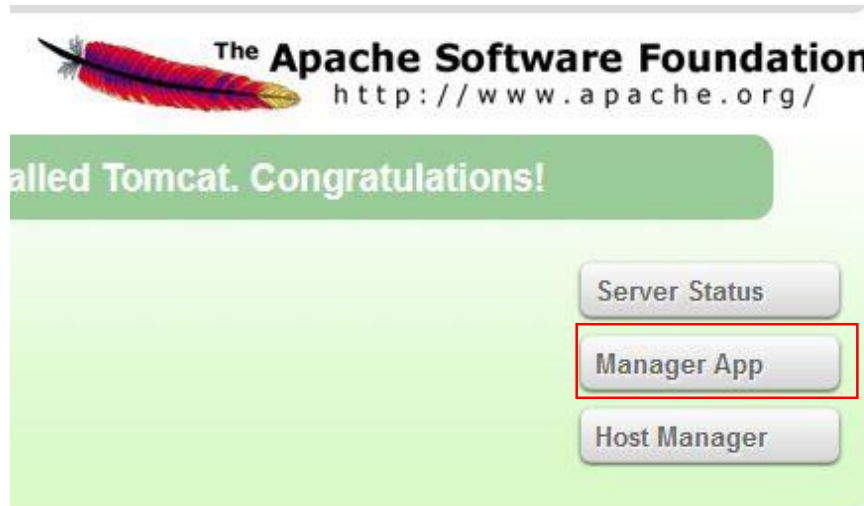 The Apache Software Foundation
http://www.apache.org/
alled Tomcat. Congratulations!
Server Status
Manager App
Host Manager